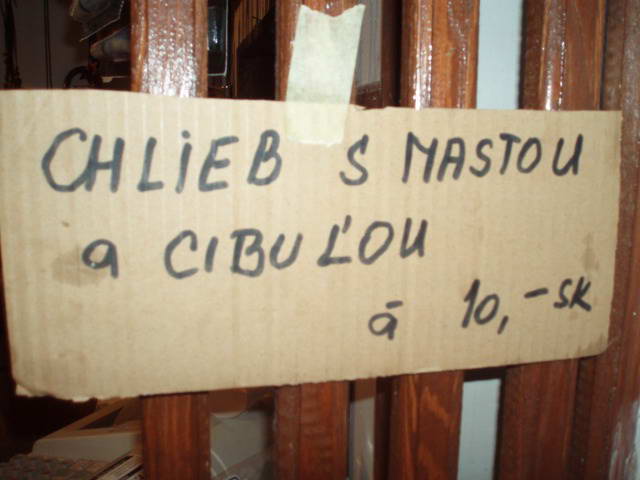 CHLiEB S MASTOU
a CIBUĽOU
á 10,- SK